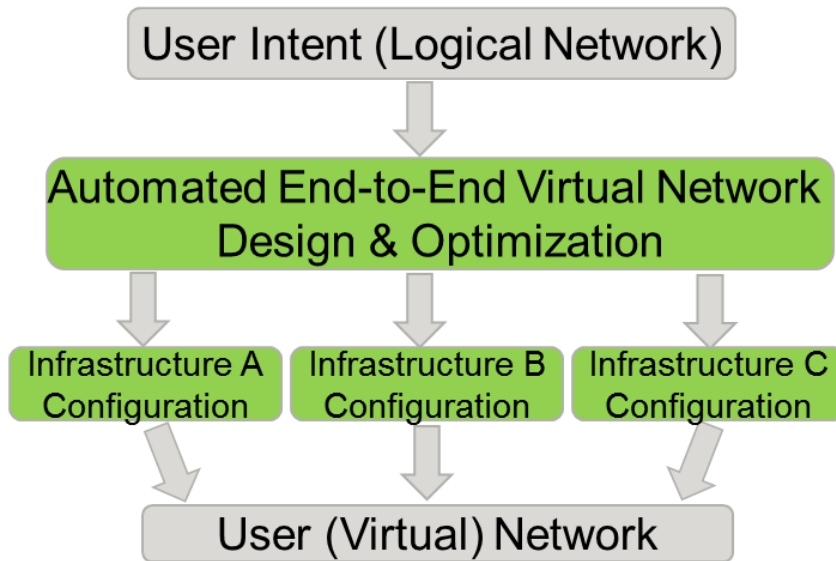 User Intent (Logical Network)
Automated End-to-End Virtual Network
Design & Optimization
Infrastructure A
Configuration
Infrastructure B
Configuration
Infrastructure C
Configuration
User (Virtual) Network